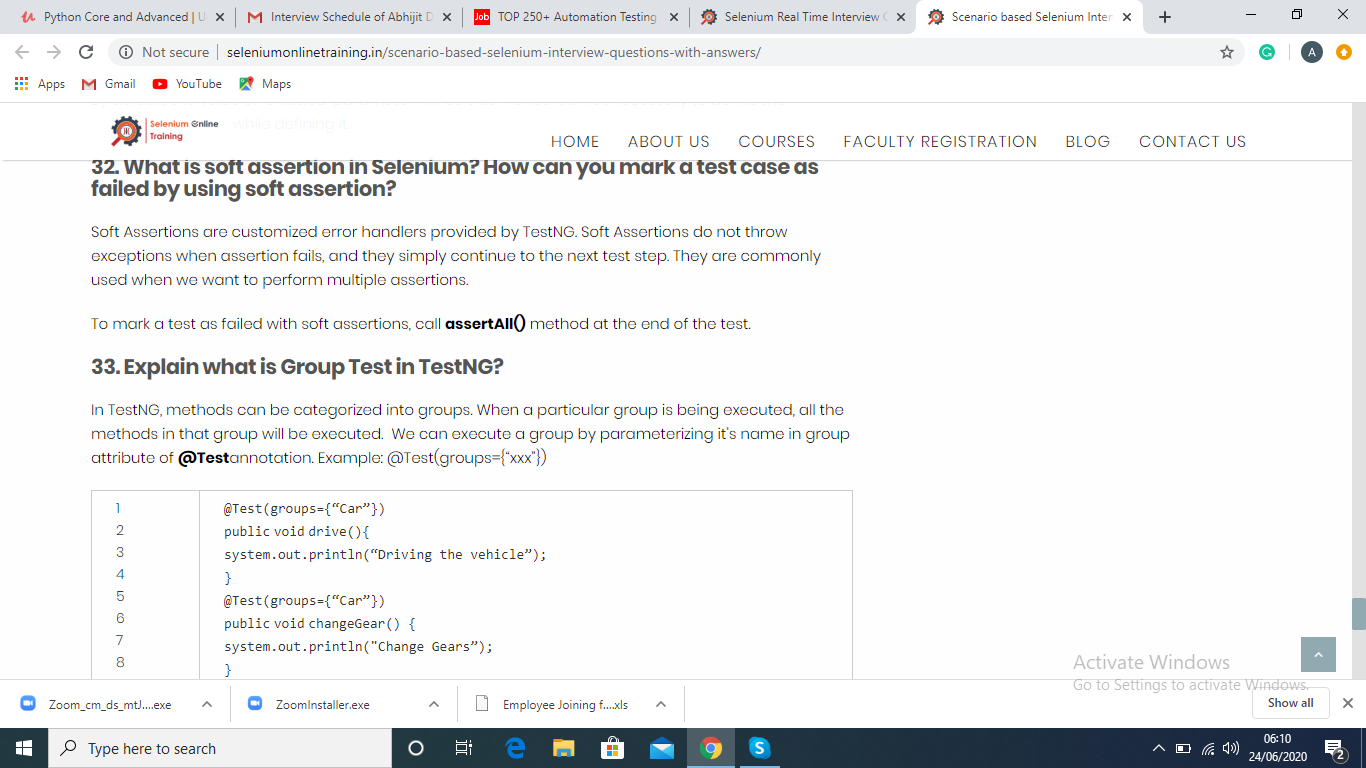 Python Core and Advanced | U
Interview Schedule of Abhijit D
Job TOP 250+ Automation Testing
Selenium Real Time Interview
Scenario based Selenium Inter
Not secure
seleniumonlinetraining.in/scenario-based-selenium-interview-questions-with-answers/
A
Apps
Gmail
YouTube
Maps
while defining it.
Selenium Online
Training
HOME
ABOUT US
COURSES
FACULTY REGISTRATION
BLOG
CONTACT US
32. What is soft assertion in Selenium? How can you mark a test case as
failed by using soft assertion?
Soft Assertions are customized error handlers provided by TestNG. Soft Assertions do not throw
exceptions when assertion fails, and they simply continue to the next test step. They are commonly
used when we want to perform multiple assertions.
To mark a test as failed with soft assertions, call assertAll() method at the end of the test.
33. Explain what is Group Test in TestNG?
In TestNG, methods can be categorized into groups. When a particular group is being executed, all the
methods in that group will be executed.  We can execute a group by parameterizing it's name in group
attribute of @Testannotation. Example: @Test(groups={“xxx”})
1 @Test(groups={“Car”})
2 public void drive(){
3 system.out.println(“Driving the vehicle”);
4 }
5 @Test(groups={“Car”})
6 public void changeGear() {
7 system.out.println("Change Gears”);
8 }
Activate Windows
Go to Settings to activate Windows.
Zoom_cm_ds_mtJ....exe
ZoomInstaller.exe
Employee Joining f....xls
Show all
Type here to search
06:10
24/06/2020
2